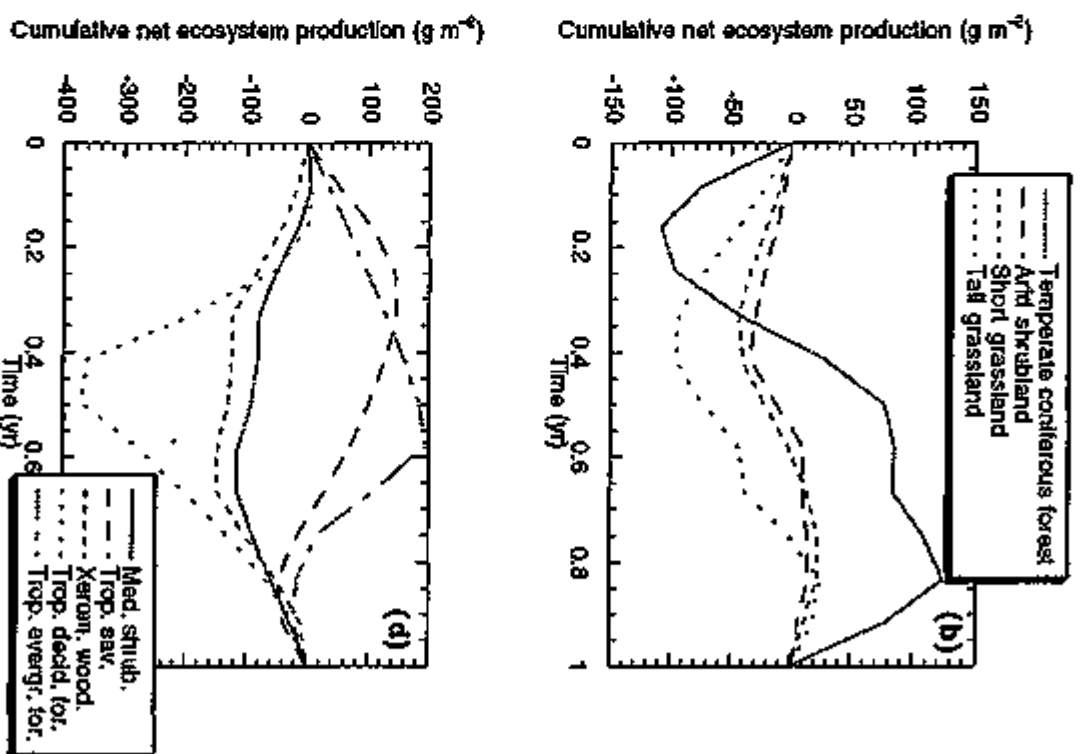 Cumulative net ecosystem production (g m⁻²)
150
100
50
0
-50
-100
-150
0
0.2
0.4
0.6
0.8
1
Time (yr)
(b)
Temperate coniferous forest
Arid shrubland
Short grassland
Tall grassland
Cumulative net ecosystem production (g m⁻²)
200
100
0
-100
-200
-300
-400
0
0.2
0.4
0.6
Time (yr)
(d)
Med. shrub.
Trop. sav.
Xerom. wood.
Trop. decid. for.
Trop. evergr. for.